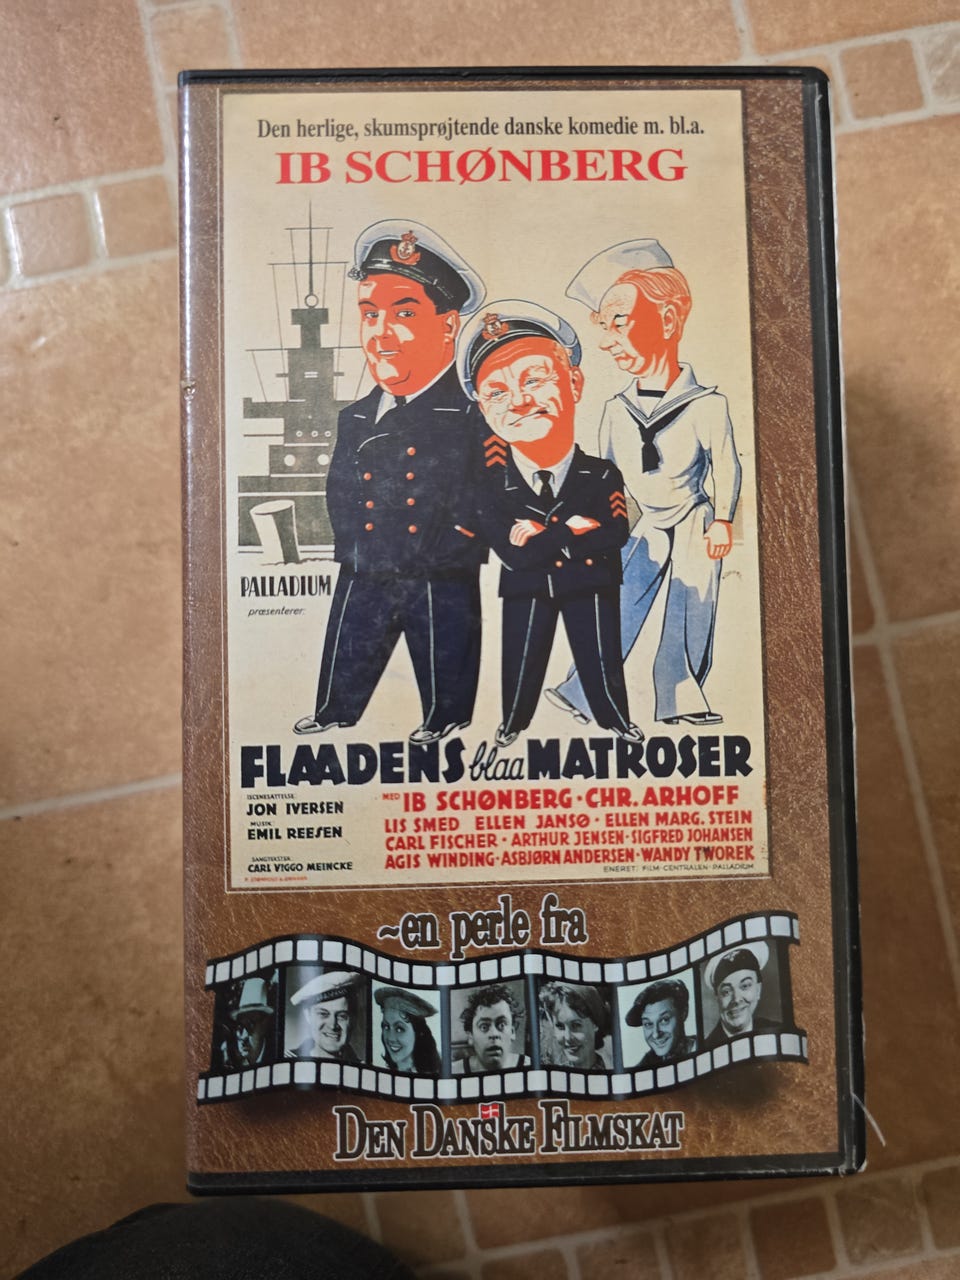 Den herlige, skumsprøjtende danske komedie m. bl.a.
IB SCHØNBERG
PALLADIUM
præsenterer:
FLAADENS blaa MATROSER
ISCENESÆTTELSE:
JON IVERSEN
MUSIK:
EMIL REESEN
SANGTEKSTER:
CARL VIGGO MEINCKE
MED IB SCHØNBERG · CHR. ARHOFF
LIS SMED ELLEN JANSØ · ELLEN MARG. STEIN
CARL FISCHER · ARTHUR JENSEN · SIGFRED JOHANSEN
AGIS WINDING · ASBJØRN ANDERSEN · WANDY TWOREK
ENERET: FILM-CENTRALEN-PALLADIUM
~en perle fra
DEN DANSKE FILMSKAT